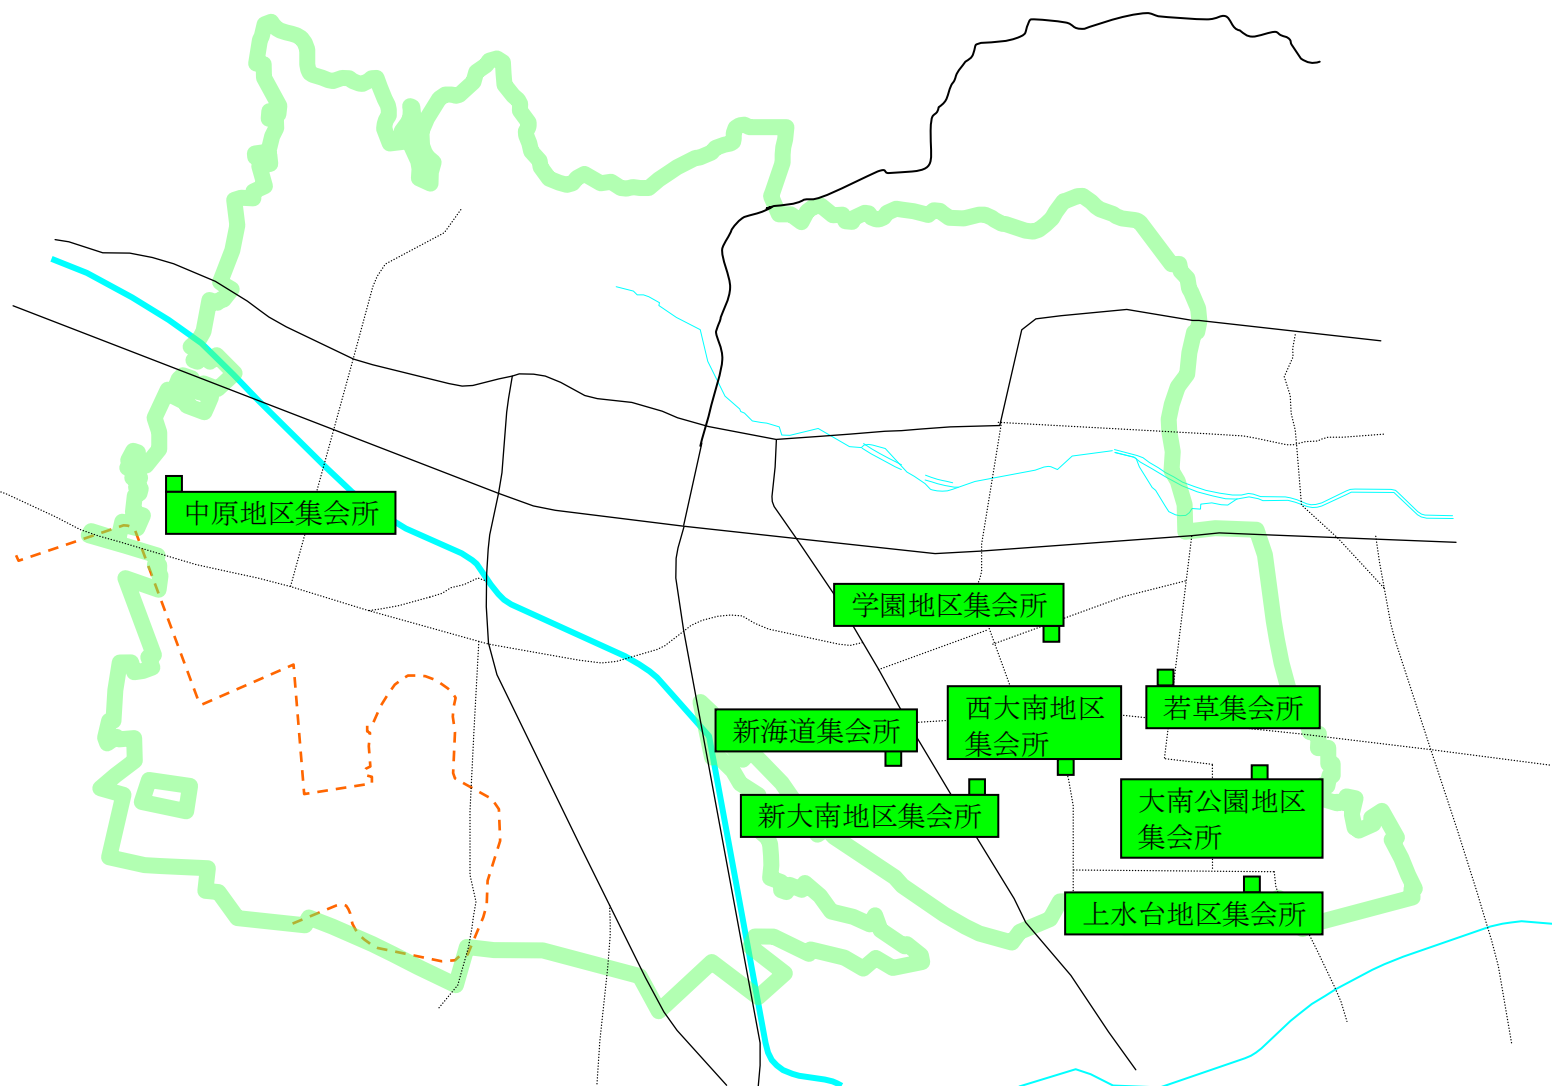 中原地区集会所
学園地区集会所
西大南地区
集会所
若草集会所
新海道集会所
大南公園地区
集会所
新大南地区集会所
上水台地区集会所